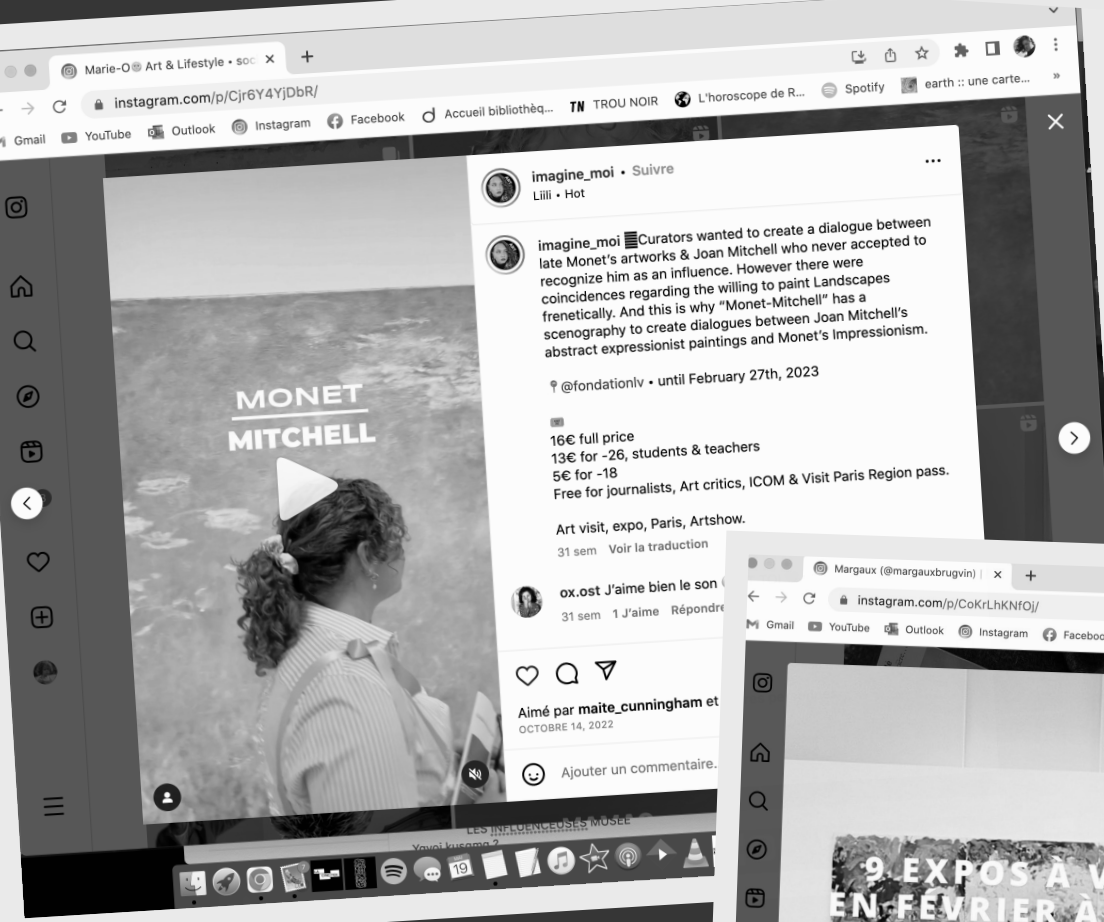 Marie-O Art & Lifestyle • soc
instagram.com/p/Cjr6Y4YjDbR/
Gmail
YouTube
Outlook
Instagram
Facebook
Accueil bibliothèq...
TN TROU NOIR
L'horoscope de R...
Spotify
earth :: une carte...
»
imagine_moi • Suivre
Liili • Hot
imagine_moi Curators wanted to create a dialogue between
late Monet's artworks & Joan Mitchell who never accepted to
recognize him as an influence. However there were
coincidences regarding the willing to paint Landscapes
frenetically. And this is why “Monet-Mitchell” has a
scenography to create dialogues between Joan Mitchell's
abstract expressionist paintings and Monet's Impressionism.
@fondationlv • until February 27th, 2023
16€ full price
13€ for -26, students & teachers
5€ for -18
Free for journalists, Art critics, ICOM & Visit Paris Region pass.
Art visit, expo, Paris, Artshow.
31 sem Voir la traduction
ox.ost J'aime bien le son
31 sem 1 J'aime Répondre
Aimé par maite_cunningham et
OCTOBRE 14, 2022
Ajouter un commentaire.
MONET
MITCHELL
LES INFLUENCEUSES MUSÉE
Yayoi kusama ?
19
Margaux (@margauxbrugvin) |
instagram.com/p/CoKrLhKNfOj/
Gmail
YouTube
Outlook
Instagram
Faceboo
9 EXPOS À V
EN FÉVRIER À